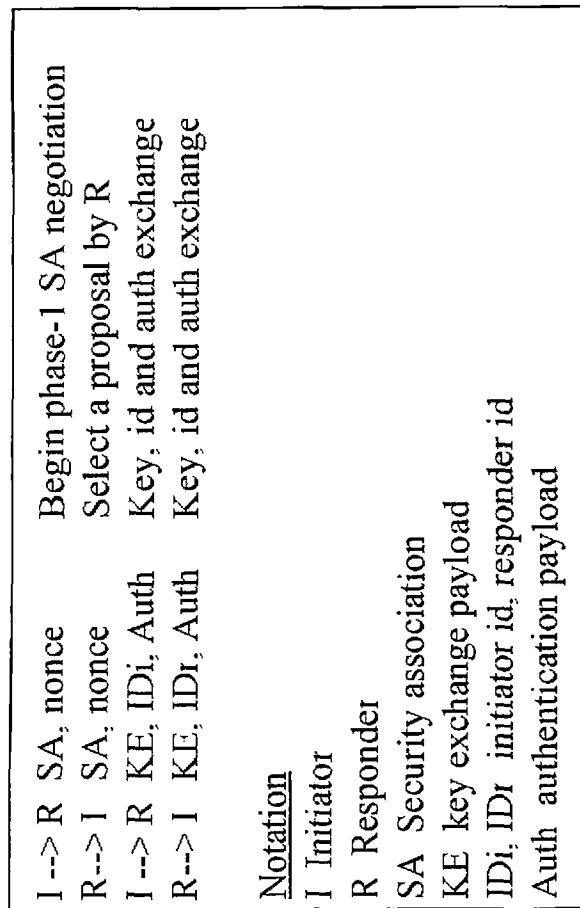 I --> R SA, nonce Begin phase-1 SA negotiation
R--> I SA, nonce Select a proposal by R
I --> R KE, IDi, Auth Key, id and auth exchange
R--> I KE, IDr, Auth Key, id and auth exchange
Notation
I Initiator
R Responder
SA Security association
KE key exchange payload
IDi, IDr initiator id, responder id
Auth authentication payload